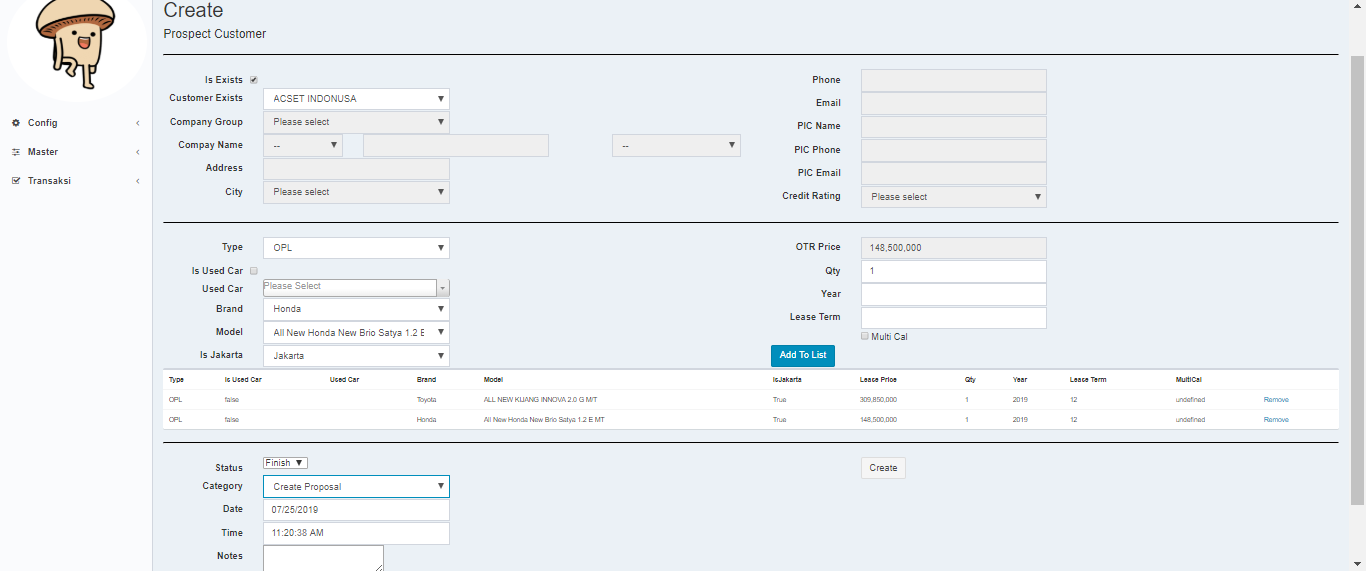 Create
Prospect Customer
Config
Master
Transaksi
Is Exists
Customer Exists ACSET INDONUSA
Company Group Please select
Compay Name -- --
Address
City Please select
Phone
Email
PIC Name
PIC Phone
PIC Email
Credit Rating Please select
Type OPL
Is Used Car
Used Car Please Select
Brand Honda
Model All New Honda New Brio Satya 1.2 E
Is Jakarta Jakarta
OTR Price 148,500,000
Qty 1
Year
Lease Term
Multi Cal
Add To List
Type Is Used Car Used Car Brand Model IsJakarta Lease Price Qty Year Lease Term MultiCal
OPL false Toyota ALL NEW KIJANG INNOVA 2.0 G M/T True 309,850,000 1 2019 12 undefined Remove
OPL false Honda All New Honda New Brio Satya 1.2 E MT True 148,500,000 1 2019 12 undefined Remove
Status Finish
Category Create Proposal
Date 07/25/2019
Time 11:20:38 AM
Notes
Create